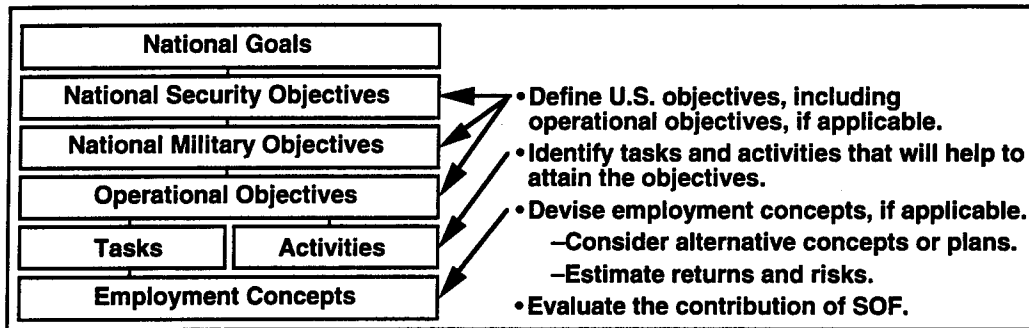 National Goals
National Security Objectives
National Military Objectives
Operational Objectives
Tasks
Activities
Employment Concepts
• Define U.S. objectives, including
operational objectives, if applicable.
• Identify tasks and activities that will help to
attain the objectives.
• Devise employment concepts, if applicable.
–Consider alternative concepts or plans.
–Estimate returns and risks.
• Evaluate the contribution of SOF.